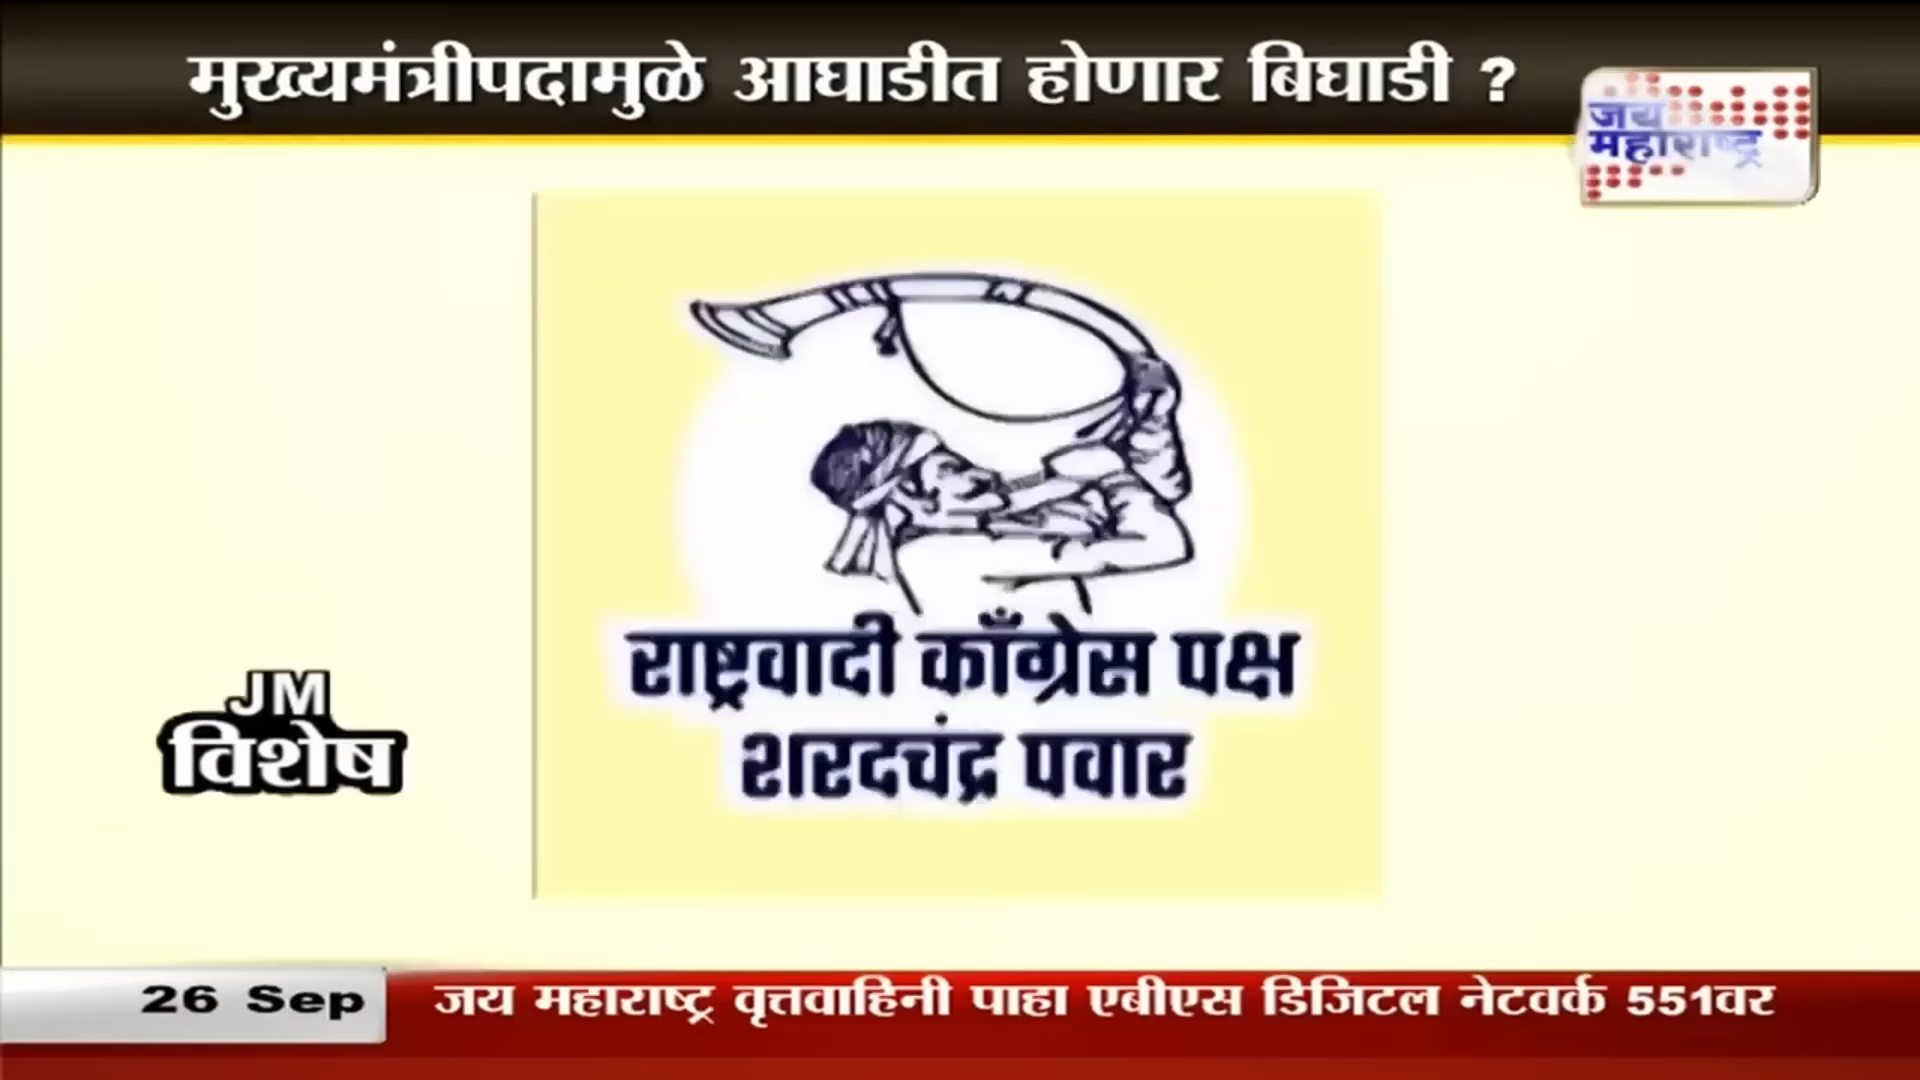 मुख्यमंत्रीपदामुळे आघाडीत होणार बिघाडी ?
जय
महाराष्ट्र
राष्ट्रवादी काँग्रेस पक्ष
शरदचंद्र पवार
JM
विशेष
26 Sep
जय महाराष्ट्र वृत्तवाहिनी पाहा एबीएस डिजिटल नेटवर्क 551वर